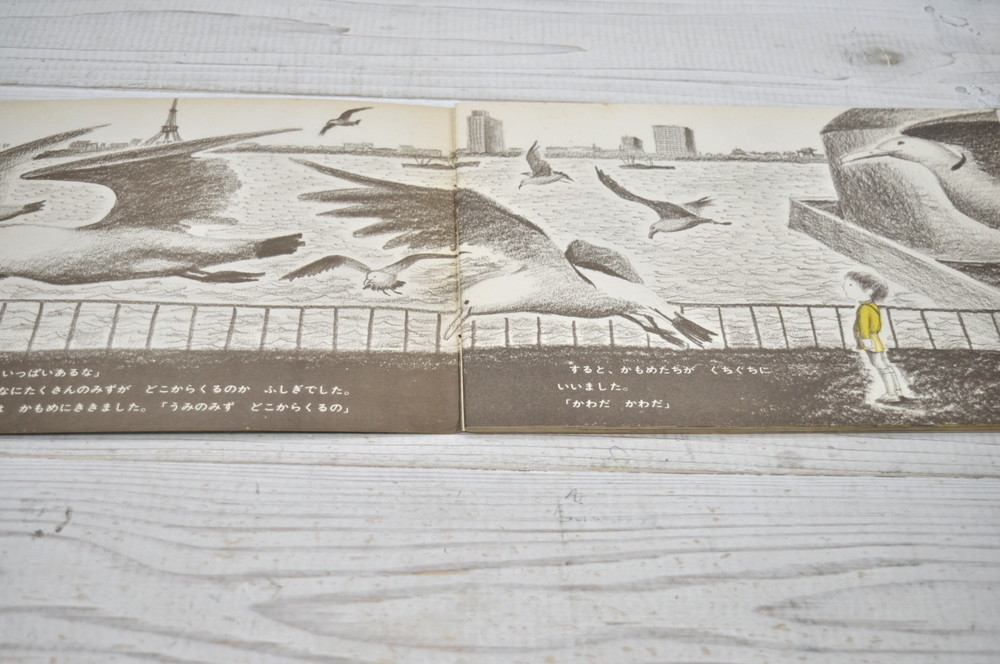 いっぱいあるな」
なにたくさんのみずが　どこからくるのか　ふしぎでした。
は　かもめにききました。「うみのみず　どこからくるの」
すると、かもめたちが　くちぐちに
いいました。
「かわだ　かわだ」